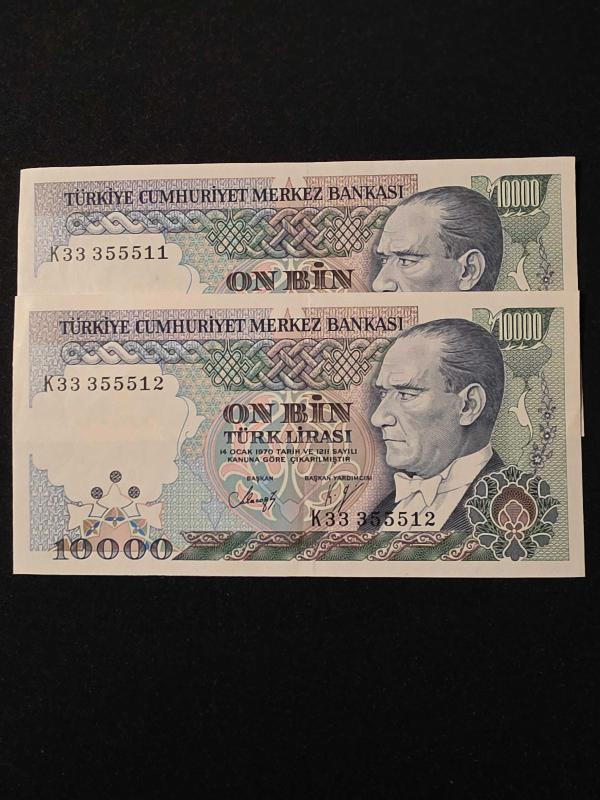 TÜRKİYE CUMHURİYET MERKEZ BANKASI
10000
K33 355511
ON BİN
TÜRKİYE CUMHURİYET MERKEZ BANKASI
10000
K33 355512
ON BİN
TÜRK LİRASI
14 OCAK 1970 TARİH VE 1211 SAYILI
KANUNA GÖRE ÇIKARILMIŞTIR
BAŞKAN BAŞKAN YARDIMCISI
K33 355512
10000